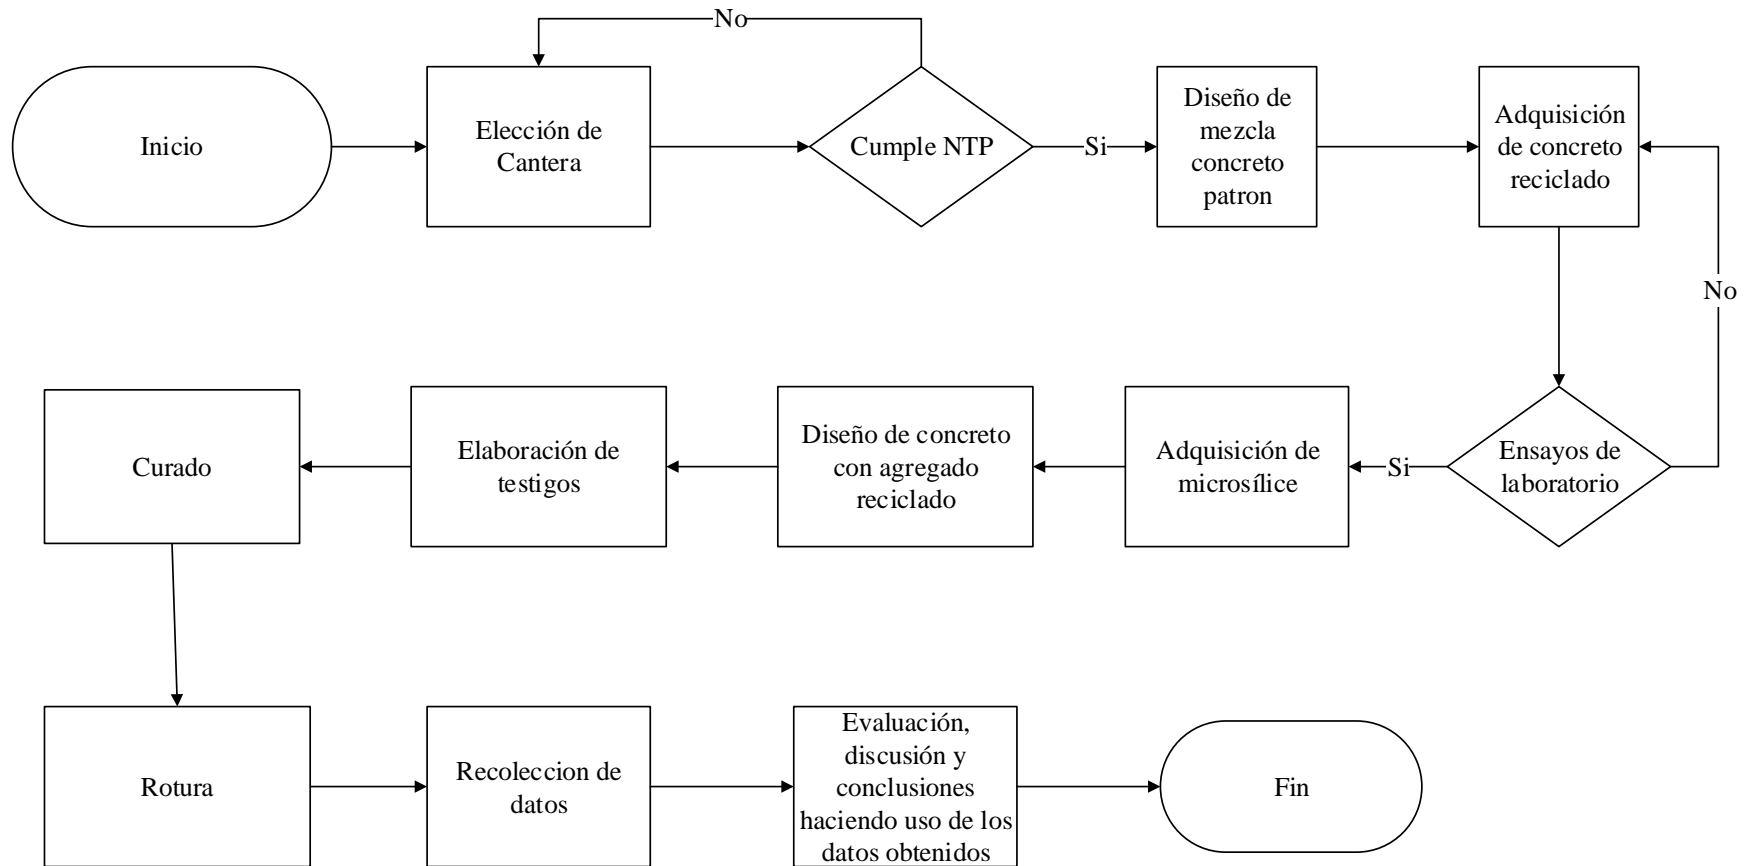 No
Inicio
Elección de
Cantera
Cumple NTP
Si
Diseño de
mezcla
concreto
patron
Adquisición
de concreto
reciclado
No
Ensayos de
laboratorio
Si
Adquisición de
microsílice
Diseño de concreto
con agregado
reciclado
Elaboración de
testigos
Curado
Rotura
Recoleccion de
datos
Evaluación,
discusión y
conclusiones
haciendo uso de los
datos obtenidos
Fin